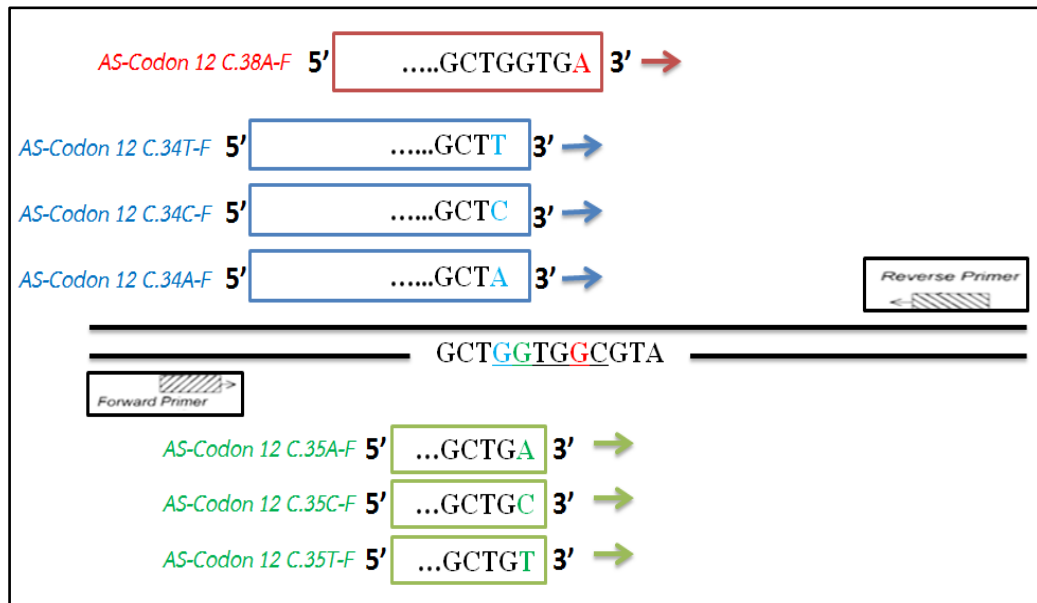 AS-Codon 12 C.38A-F 5’ .....GCTGGTGA 3’
AS-Codon 12 C.34T-F 5’ ......GCTT 3’
AS-Codon 12 C.34C-F 5’ ......GCTC 3’
AS-Codon 12 C.34A-F 5’ ......GCTA 3’
Reverse Primer
GCTGGTGGCGTA
Forward Primer
AS-Codon 12 C.35A-F 5’ ...GCTGA 3’
AS-Codon 12 C.35C-F 5’ ...GCTGC 3’
AS-Codon 12 C.35T-F 5’ ...GCTGT 3’